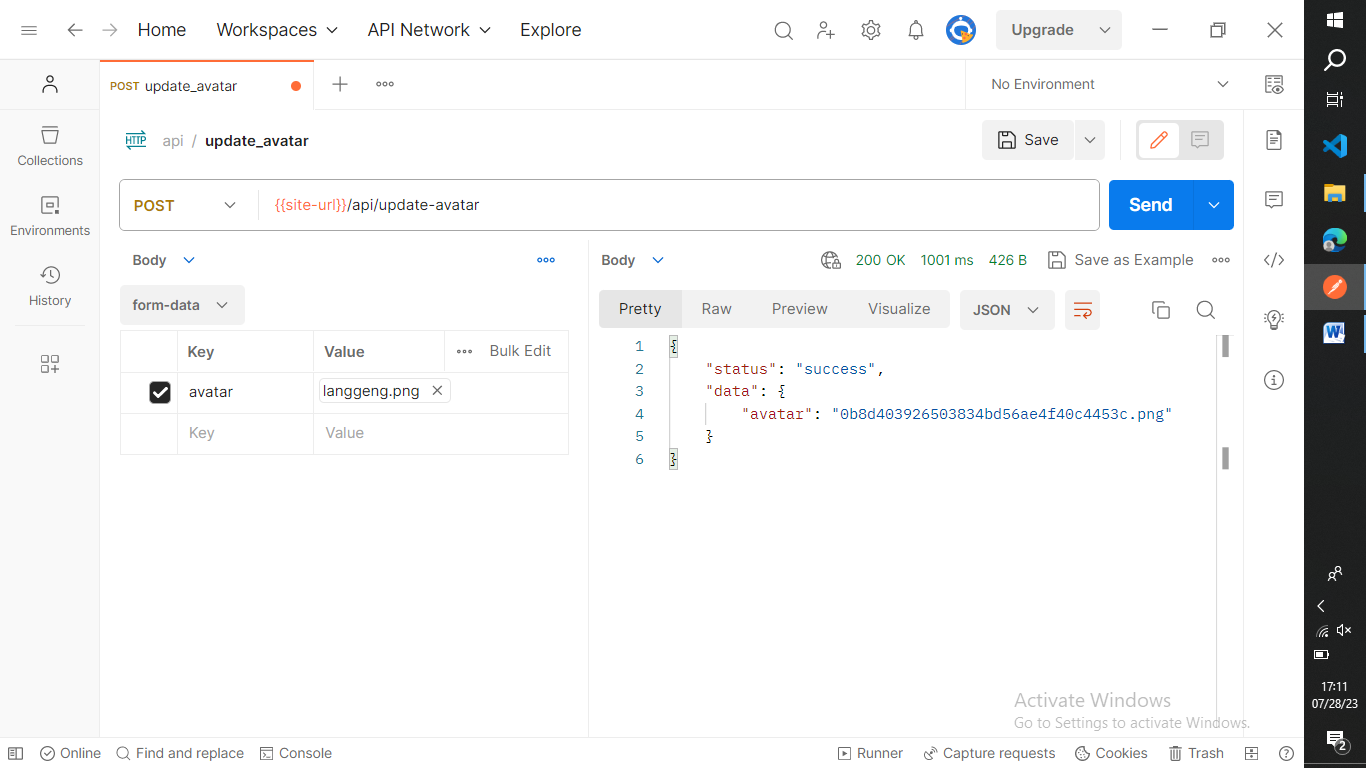 Home Workspaces API Network Explore Upgrade
POST update_avatar No Environment
HTTP api / update_avatar Save
Collections
Environments
History
POST {{site-url}}/api/update-avatar Send
Body
form-data
Key Value Bulk Edit
avatar langgeng.png
Key Value
Body 200 OK 1001 ms 426 B Save as Example
Pretty Raw Preview Visualize JSON
1 {
2 "status": "success",
3 "data": {
4 "avatar": "0b8d403926503834bd56ae4f40c4453c.png"
5 }
6 }
Activate Windows
Go to Settings to activate Windows.
Online Find and replace Console Runner Capture requests Cookies Trash
17:11
07/28/23
2